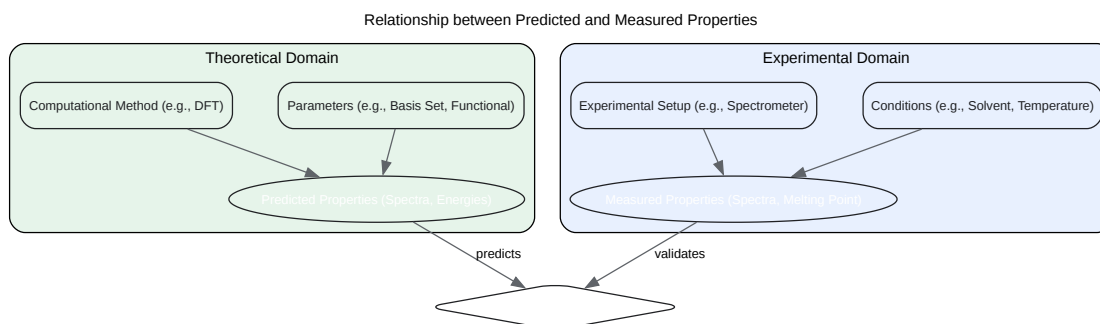 Relationship between Predicted and Measured Properties
Theoretical Domain
Experimental Domain
Computational Method (e.g., DFT)
Parameters (e.g., Basis Set, Functional)
Experimental Setup (e.g., Spectrometer)
Conditions (e.g., Solvent, Temperature)
Predicted Properties (Spectra, Energies)
Measured Properties (Spectra, Melting Point)
predicts
validates